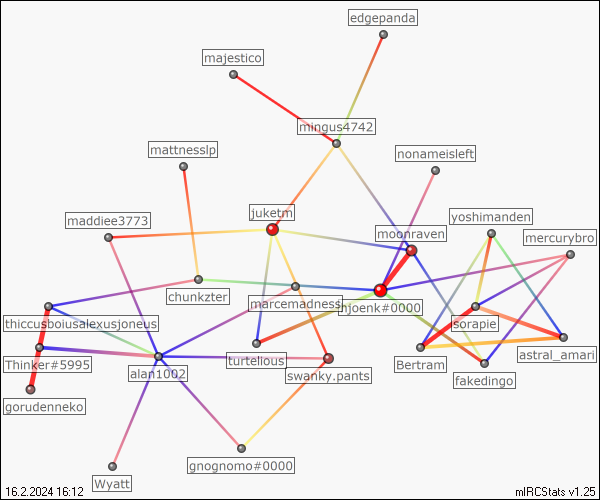 edgepanda
majestico
mingus4742
mattnesslp
nonameisleft
juketm
yoshimanden
maddiee3773
moonraven
mercurybro
chunkzter
marcemadness
njoenk#0000
thiccusboiusalexusjoneus
sorapie
Thinker#5995
turtelious
Bertram
astral_amari
alan1002
swanky.pants
fakedingo
gorudenneko
gnognomo#0000
Wyatt
16.2.2024 16:12
mIRCStats v1.25